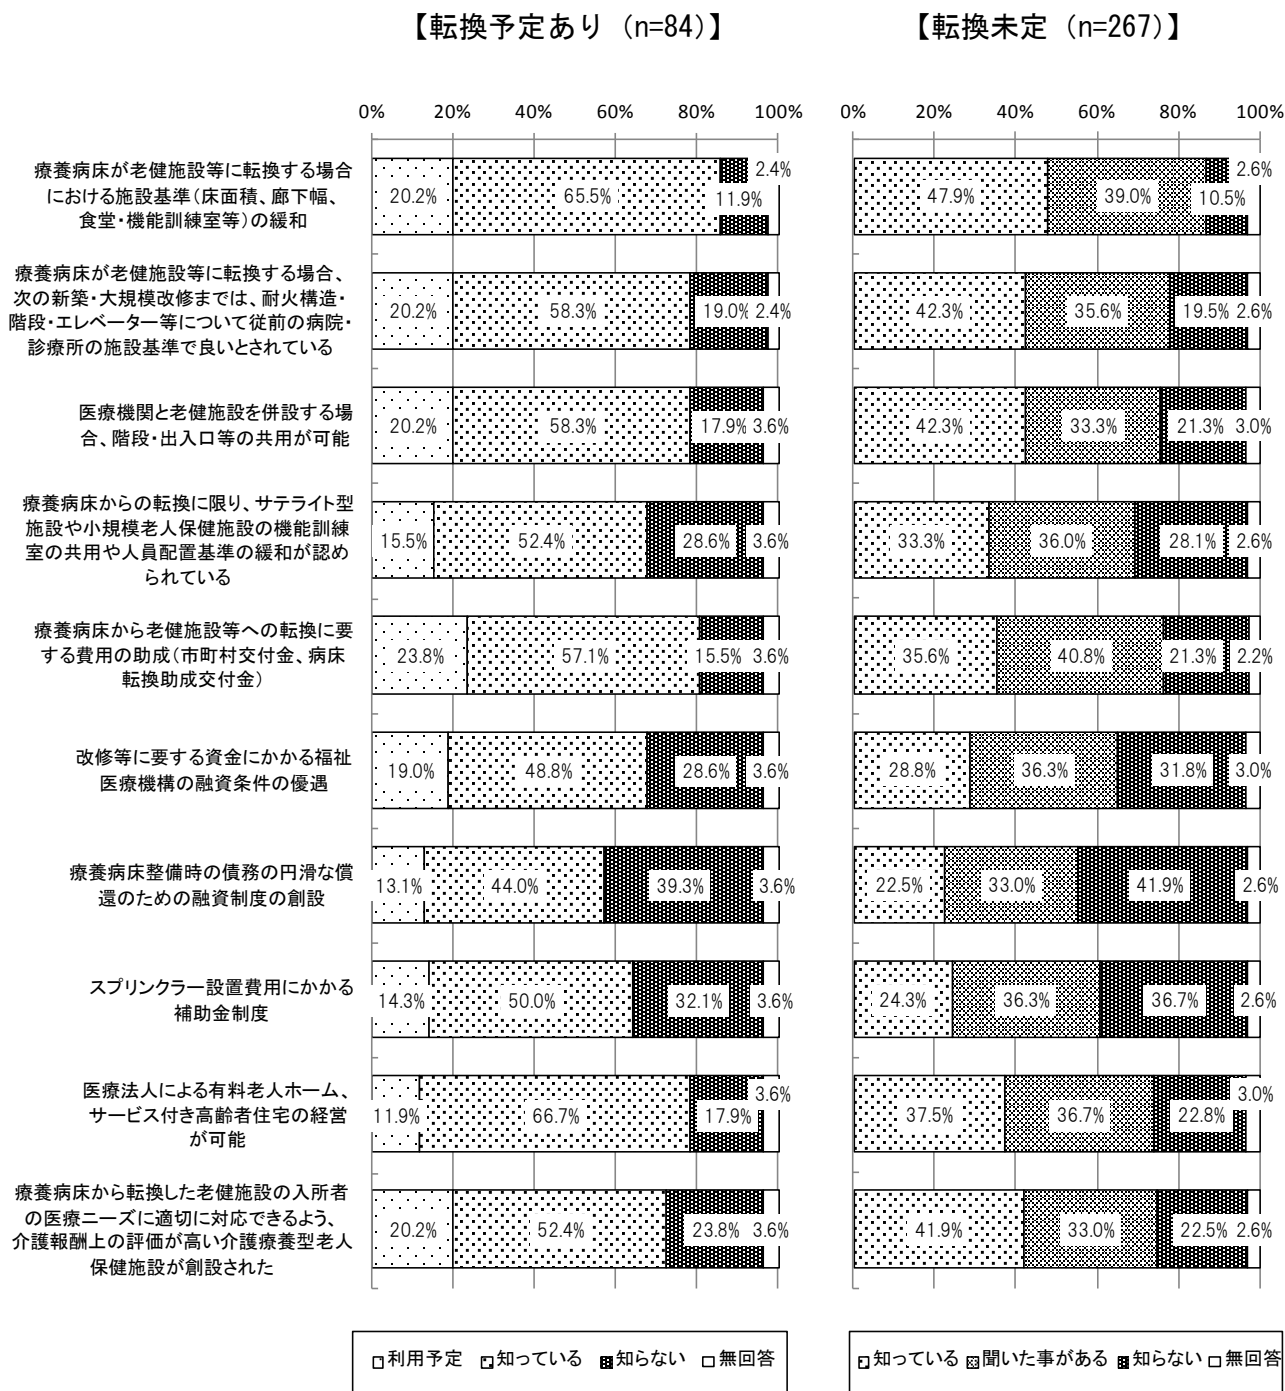 【転換予定あり (n=84)】
【転換未定 (n=267)】
0% 20% 40% 60% 80% 100%
0% 20% 40% 60% 80% 100%
療養病床が老健施設等に転換する場合
における施設基準(床面積、廊下幅、
食堂・機能訓練室等)の緩和
20.2% 65.5% 11.9% 2.4%
47.9% 39.0% 10.5% 2.6%
療養病床が老健施設等に転換する場合、
次の新築・大規模改修までは、耐火構造・
階段・エレベーター等について従前の病院・
診療所の施設基準で良いとされている
20.2% 58.3% 19.0% 2.4%
42.3% 35.6% 19.5% 2.6%
医療機関と老健施設を併設する場
合、階段・出入口等の共用が可能
20.2% 58.3% 17.9% 3.6%
42.3% 33.3% 21.3% 3.0%
療養病床からの転換に限り、サテライト型
施設や小規模老人保健施設の機能訓練
室の共用や人員配置基準の緩和が認め
られている
15.5% 52.4% 28.6% 3.6%
33.3% 36.0% 28.1% 2.6%
療養病床から老健施設等への転換に要
する費用の助成(市町村交付金、病床
転換助成交付金)
23.8% 57.1% 15.5% 3.6%
35.6% 40.8% 21.3% 2.2%
改修等に要する資金にかかる福祉
医療機構の融資条件の優遇
19.0% 48.8% 28.6% 3.6%
28.8% 36.3% 31.8% 3.0%
療養病床整備時の債務の円滑な償
還のための融資制度の創設
13.1% 44.0% 39.3% 3.6%
22.5% 33.0% 41.9% 2.6%
スプリンクラー設置費用にかかる
補助金制度
14.3% 50.0% 32.1% 3.6%
24.3% 36.3% 36.7% 2.6%
医療法人による有料老人ホーム、
サービス付き高齢者住宅の経営
が可能
11.9% 66.7% 17.9% 3.6%
37.5% 36.7% 22.8% 3.0%
療養病床から転換した老健施設の入所者
の医療ニーズに適切に対応できるよう、
介護報酬上の評価が高い介護療養型老人
保健施設が創設された
20.2% 52.4% 23.8% 3.6%
41.9% 33.0% 22.5% 2.6%
利用予定 知っている 知らない 無回答
知っている 聞いた事がある 知らない 無回答